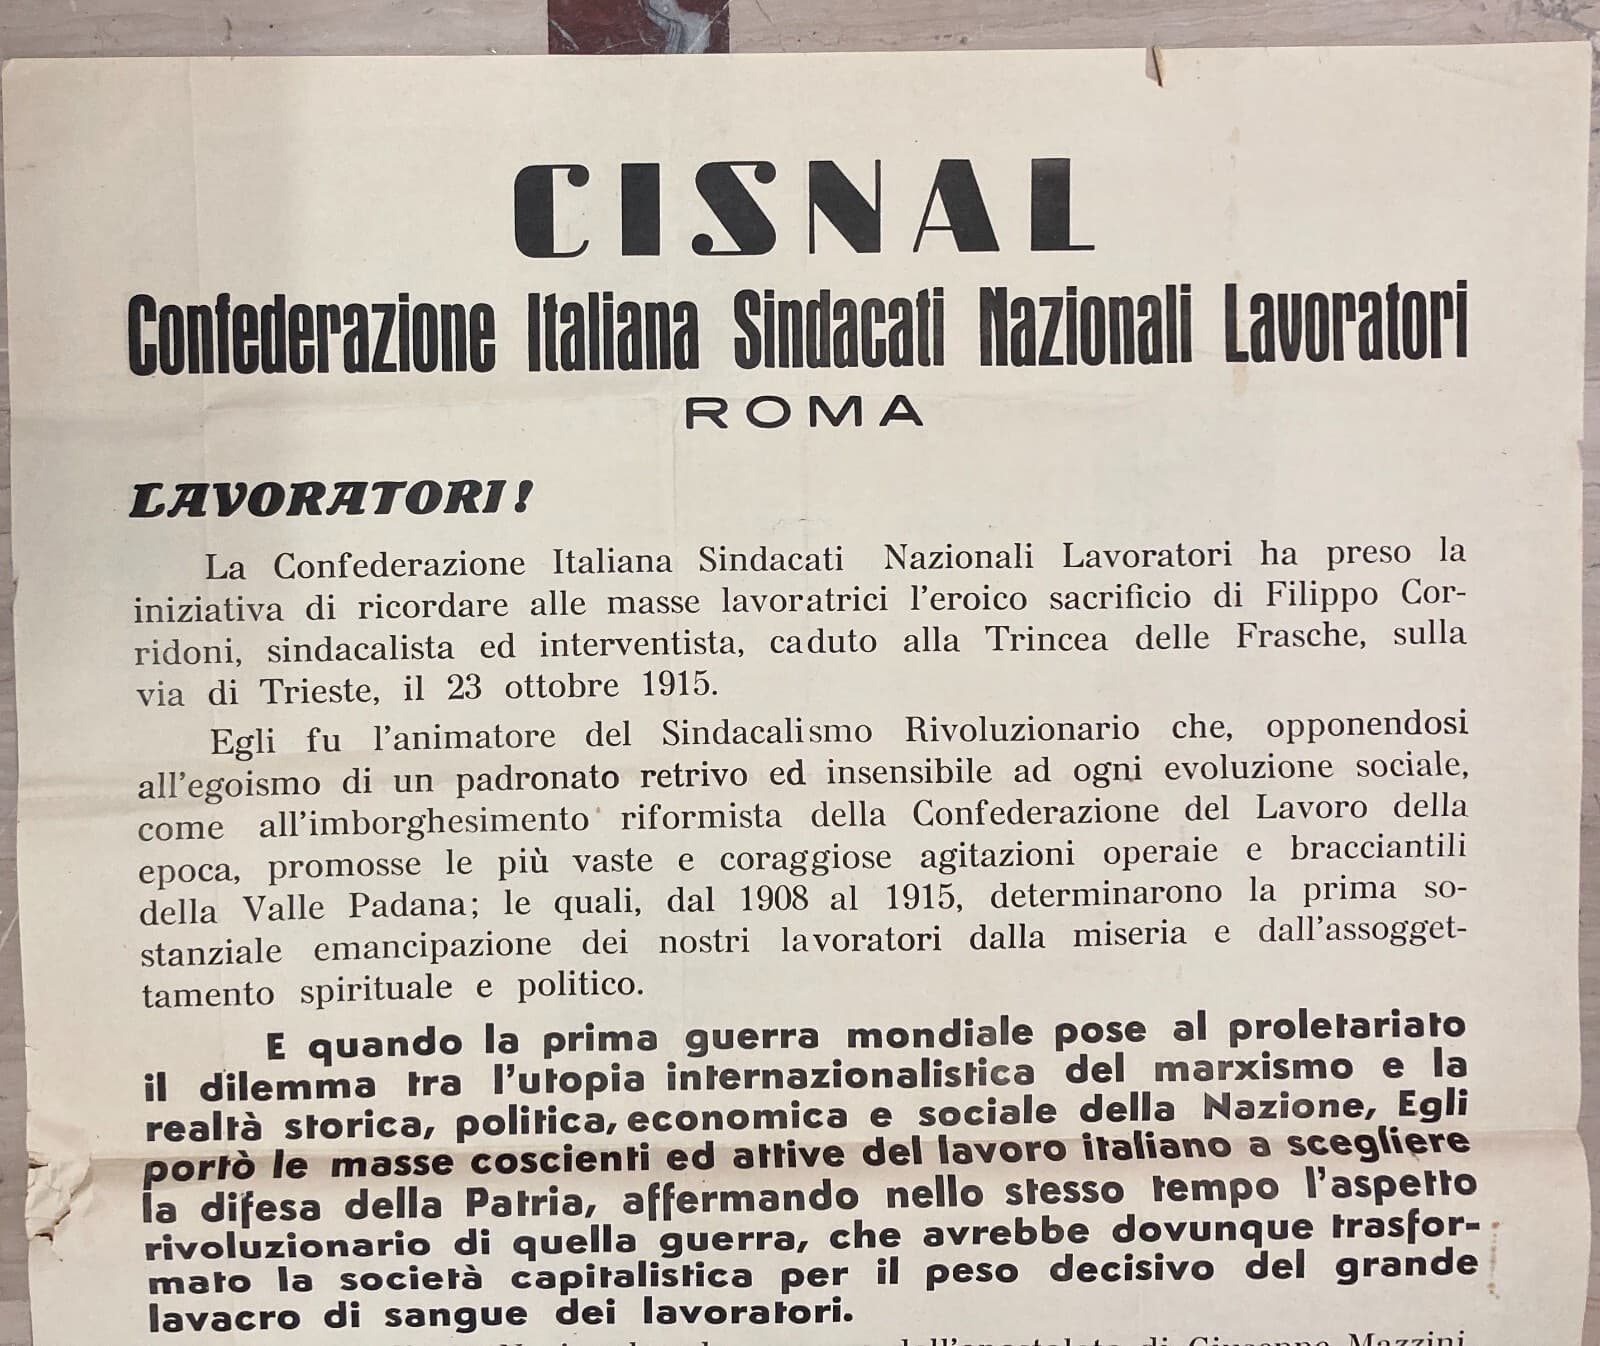 CISNAL
Confederazione Italiana Sindacati Nazionali Lavoratori
ROMA
LAVORATORI!
La Confederazione Italiana Sindacati Nazionali Lavoratori ha preso la
iniziativa di ricordare alle masse lavoratrici l'eroico sacrificio di Filippo Cor-
ridoni, sindacalista ed interventista, caduto alla Trincea delle Frasche, sulla
via di Trieste, il 23 ottobre 1915.
Egli fu l'animatore del Sindacalismo Rivoluzionario che, opponendosi
all'egoismo di un padronato retrivo ed insensibile ad ogni evoluzione sociale,
come all'imborghesimento riformista della Confederazione del Lavoro della
epoca, promosse le più vaste e coraggiose agitazioni operaie e bracciantili
della Valle Padana; le quali, dal 1908 al 1915, determinarono la prima so-
stanziale emancipazione dei nostri lavoratori dalla miseria e dall'assogget-
tamento spirituale e politico.
E quando la prima guerra mondiale pose al proletariato
il dilemma tra l'utopia internazionalistica del marxismo e la
realtà storica, politica, economica e sociale della Nazione, Egli
portò le masse coscienti ed attive del lavoro italiano a scegliere
la difesa della Patria, affermando nello stesso tempo l'aspetto
rivoluzionario di quella guerra, che avrebbe dovunque trasfor-
mato la società capitalistica per il peso decisivo del grande
lavacro di sangue dei lavoratori.
dell'apostolato di Giuseppe Mazzini